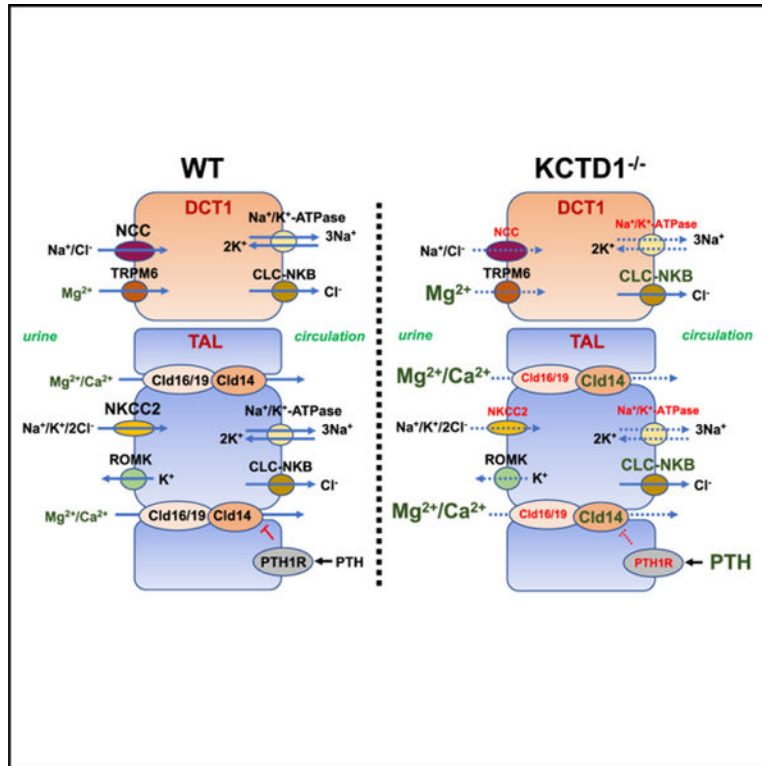 WT
DCT1
NCC
Na⁺/K⁺-ATPase
Na⁺/Cl⁻
3Na⁺
2K⁺
TRPM6
CLC-NKB
Mg²⁺
Cl⁻
urine
TAL
circulation
Mg²⁺/Ca²⁺
Cld16/19
Cld14
NKCC2
Na⁺/K⁺-ATPase
Na⁺/K⁺/2Cl⁻
3Na⁺
2K⁺
ROMK
CLC-NKB
K⁺
Cl⁻
Mg²⁺/Ca²⁺
Cld16/19
Cld14
PTH1R
PTH
KCTD1⁻/⁻
DCT1
NCC
Na⁺/K⁺-ATPase
Na⁺/Cl⁻
3Na⁺
2K⁺
TRPM6
CLC-NKB
Mg²⁺
Cl⁻
urine
TAL
circulation
Mg²⁺/Ca²⁺
Cld16/19
Cld14
NKCC2
Na⁺/K⁺-ATPase
Na⁺/K⁺/2Cl⁻
3Na⁺
2K⁺
ROMK
CLC-NKB
K⁺
Cl⁻
Mg²⁺/Ca²⁺
Cld16/19
Cld14
PTH1R
PTH